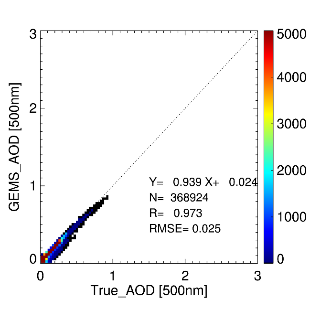 3
2
1
0
GEMS_AOD [500nm]
0 1 2 3
True_AOD [500nm]
Y= 0.939 X+ 0.024
N= 368924
R= 0.973
RMSE= 0.025
5000
4000
3000
2000
1000
0